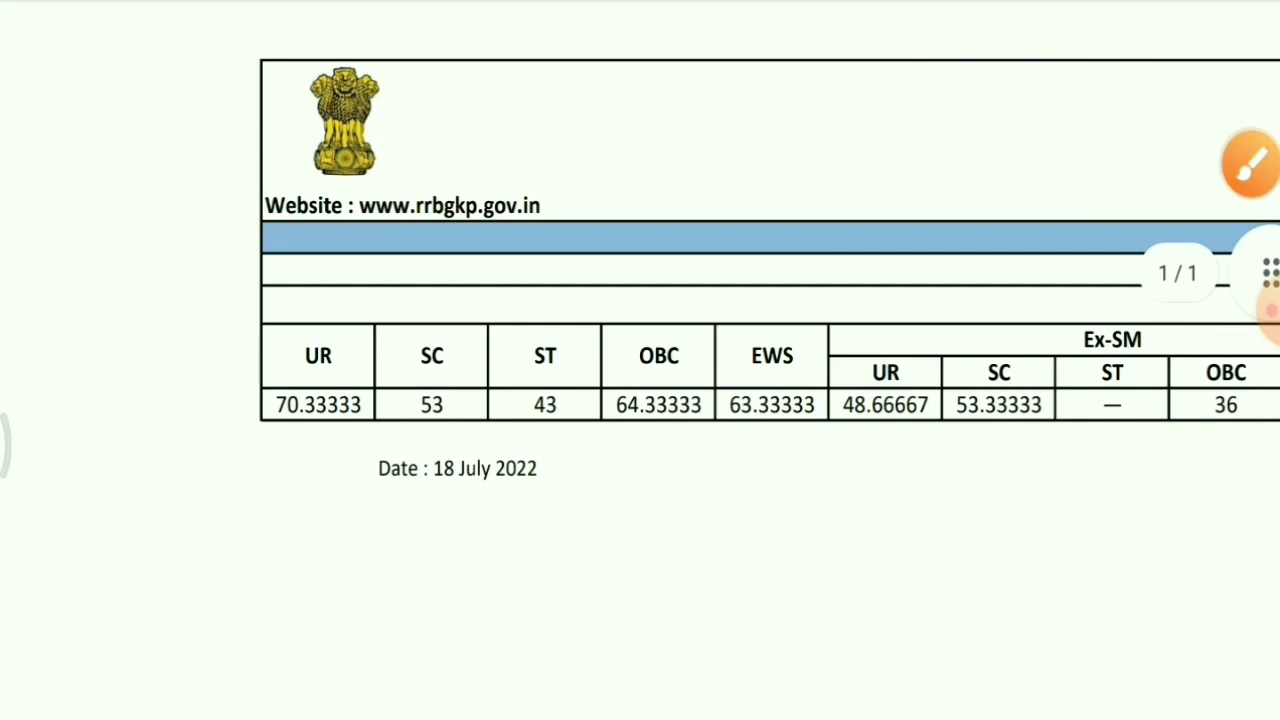 Website : www.rrbgkp.gov.in
1 / 1
UR SC ST OBC EWS Ex-SM
UR SC ST OBC
70.33333 53 43 64.33333 63.33333 48.66667 53.33333 — 36
Date : 18 July 2022